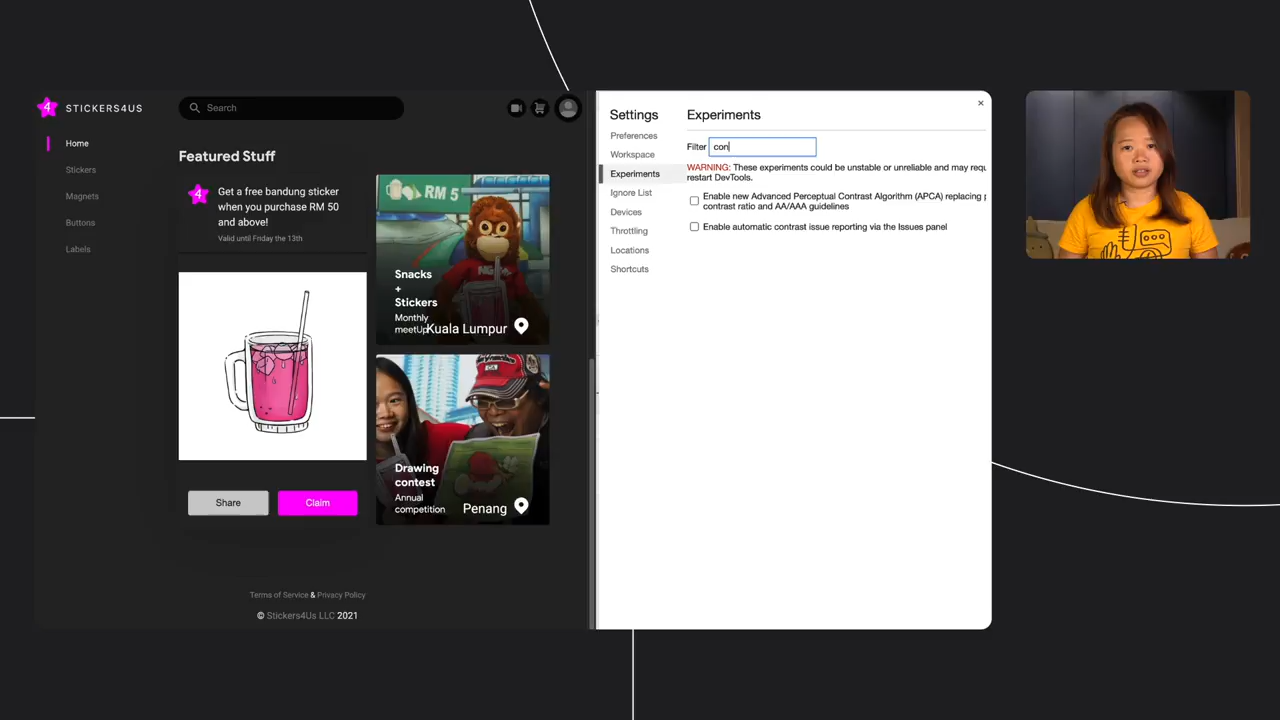 4 STICKERS4US
Search
Home
Stickers
Magnets
Buttons
Labels
Featured Stuff
4
Get a free bandung sticker
when you purchase RM 50
and above!
Valid until Friday the 13th
Share
Claim
RM 5
Snacks
+
Stickers
Monthly
meetUp
Kuala Lumpur
Drawing
contest
Annual
competition
Penang
Terms of Service & Privacy Policy
© Stickers4Us LLC 2021
Settings
Preferences
Workspace
Experiments
Ignore List
Devices
Throttling
Locations
Shortcuts
Experiments
×
Filter con
WARNING: These experiments could be unstable or unreliable and may requ
restart DevTools.
Enable new Advanced Perceptual Contrast Algorithm (APCA) replacing p
contrast ratio and AA/AAA guidelines
Enable automatic contrast issue reporting via the Issues panel